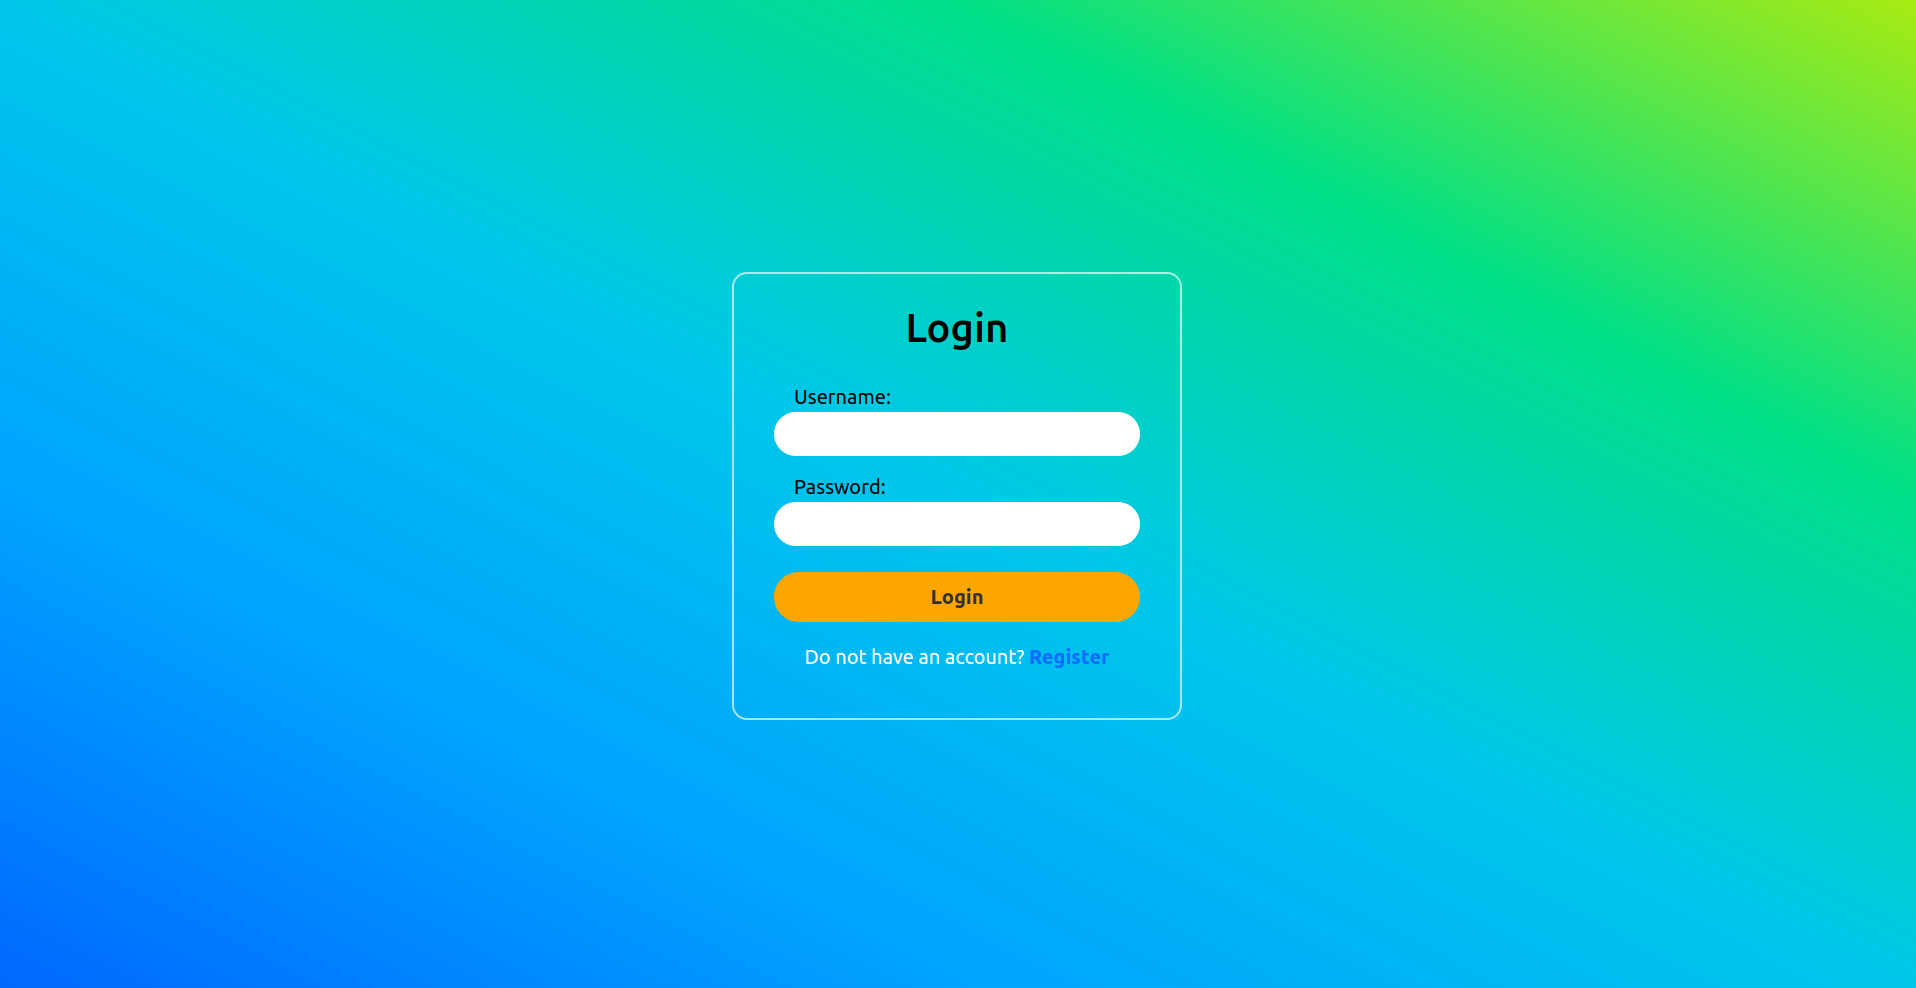 Login
Username:
Password:
Login
Do not have an account? Register